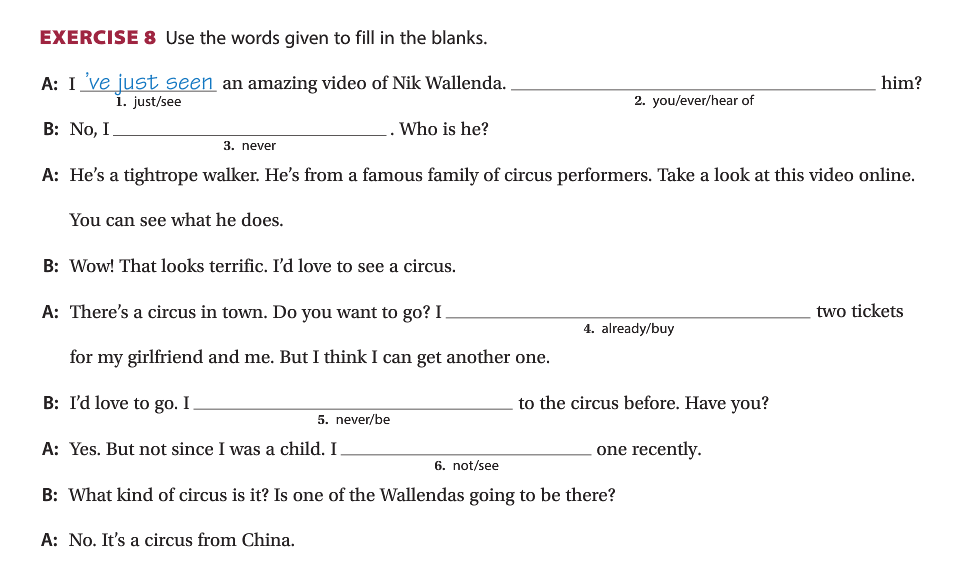 EXERCISE 8 Use the words given to fill in the blanks.
A: I 've just seen an amazing video of Nik Wallenda. ____________________ him?
1. just/see 2. you/ever/hear of
B: No, I ____________________. Who is he?
3. never
A: He’s a tightrope walker. He’s from a famous family of circus performers. Take a look at this video online.
You can see what he does.
B: Wow! That looks terrific. I’d love to see a circus.
A: There’s a circus in town. Do you want to go? I ____________________ two tickets
4. already/buy
for my girlfriend and me. But I think I can get another one.
B: I’d love to go. I ____________________ to the circus before. Have you?
5. never/be
A: Yes. But not since I was a child. I ____________________ one recently.
6. not/see
B: What kind of circus is it? Is one of the Wallendas going to be there?
A: No. It’s a circus from China.